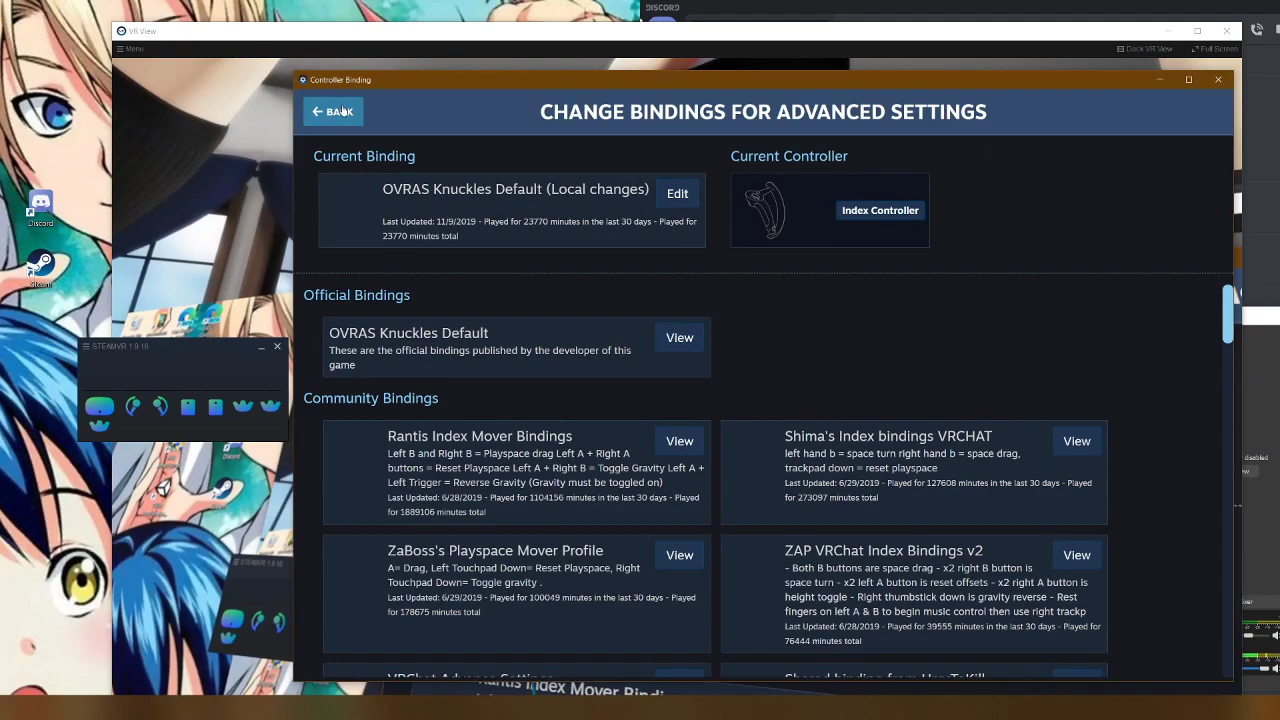 DISCORD
VR View
Menu
Dock VR View
Full Screen
Controller Binding
BACK
CHANGE BINDINGS FOR ADVANCED SETTINGS
Current Binding
Current Controller
OVRAS Knuckles Default (Local changes)
Edit
Last Updated: 11/9/2019 - Played for 23770 minutes in the last 30 days - Played for
23770 minutes total
Index Controller
Discord
Steam
Official Bindings
OVRAS Knuckles Default
View
These are the official bindings published by the developer of this
game
STEAMVR 1.9.16
Community Bindings
Rantis Index Mover Bindings
View
Left B and Right B = Playspace drag Left A + Right A
buttons = Reset Playspace Left A + Right B = Toggle Gravity Left A +
Left Trigger = Reverse Gravity (Gravity must be toggled on)
Last Updated: 6/28/2019 - Played for 1104156 minutes in the last 30 days - Played
for 1889106 minutes total
Shima's Index bindings VRCHAT
View
left hand b = space turn right hand b = space drag,
trackpad down = reset playspace
Last Updated: 6/29/2019 - Played for 127608 minutes in the last 30 days - Played
for 273097 minutes total
disabled
ZaBoss's Playspace Mover Profile
View
A= Drag, Left Touchpad Down= Reset Playspace, Right
Touchpad Down= Toggle gravity .
Last Updated: 6/29/2019 - Played for 100049 minutes in the last 30 days - Played
for 178675 minutes total
ZAP VRChat Index Bindings v2
View
- Both B buttons are space drag - x2 right B button is
space turn - x2 left A button is reset offsets - x2 right A button is
height toggle - Right thumbstick down is gravity reverse - Rest
fingers on left A & B to begin music control then use right trackp
Last Updated: 6/28/2019 - Played for 39555 minutes in the last 30 days - Played for
76444 minutes total
VRChat Advance Settings
Rantis Index Mover Bindi